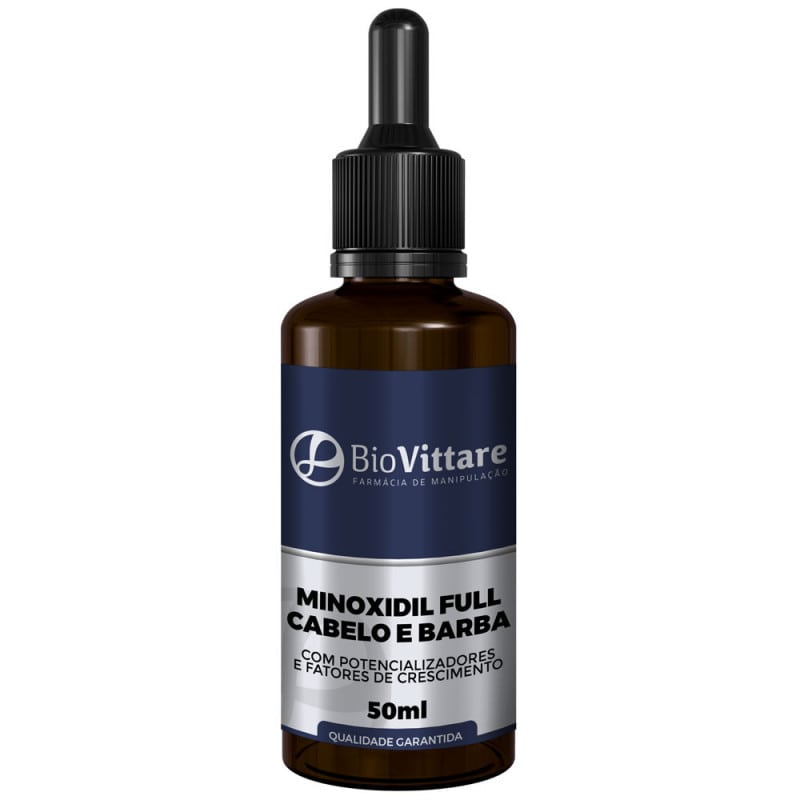 BioVittare
FARMÁCIA DE MANIPULAÇÃO
MINOXIDIL FULL
CABELO E BARBA
COM POTENCIALIZADORES
E FATORES DE CRESCIMENTO
50ml
QUALIDADE GARANTIDA